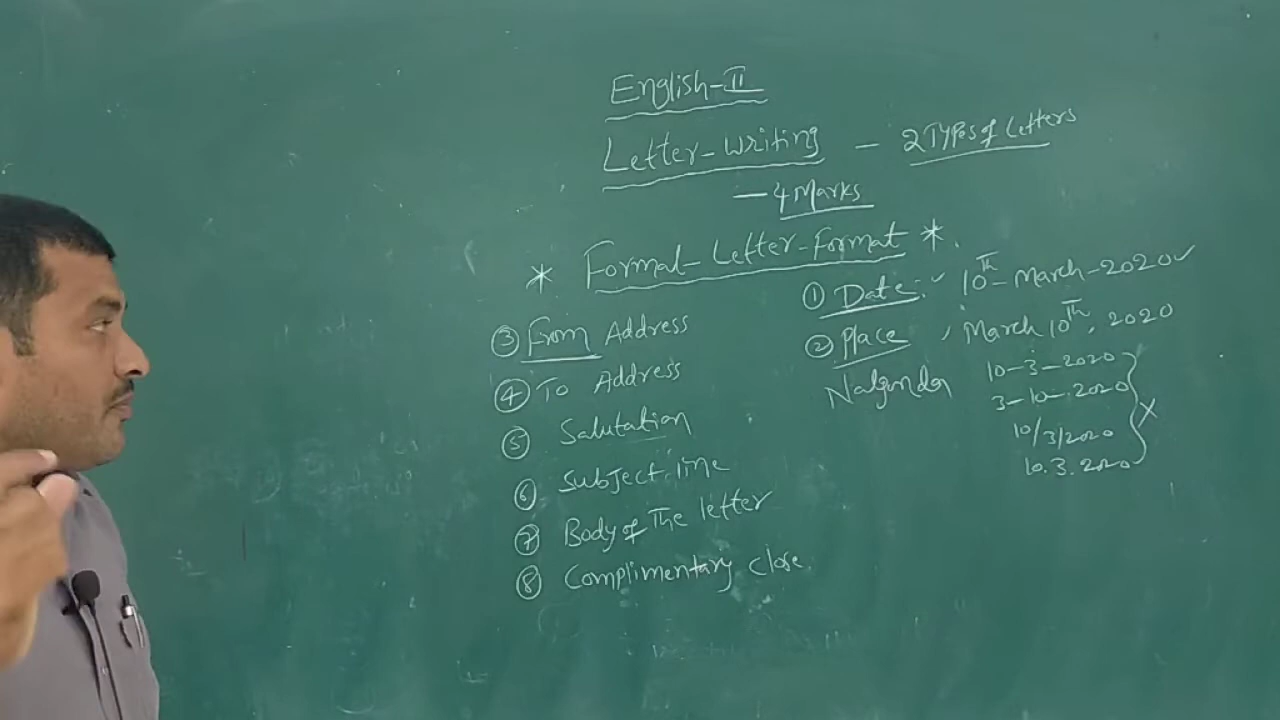 English-II
Letter-Writing - 2 Types of Letters
- 4 Marks
* Formal-Letter-Format *.
① Date: 10th-March-2020 ✓
② Place, March 10th, 2020
Nalgonda
10-3-2020
3-10-2020
10/3/2020
10.3.2020
X
③ From Address
④ To Address
⑤ Salutation
⑥ Subject line
⑦ Body of The letter
⑧ Complimentary close.